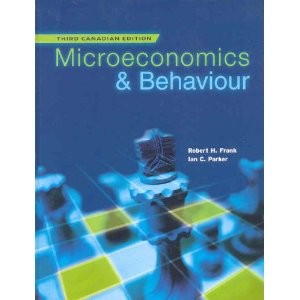 THIRD CANADIAN EDITION
Microeconomics
& Behaviour
Robert H. Frank
Ian C. Parker